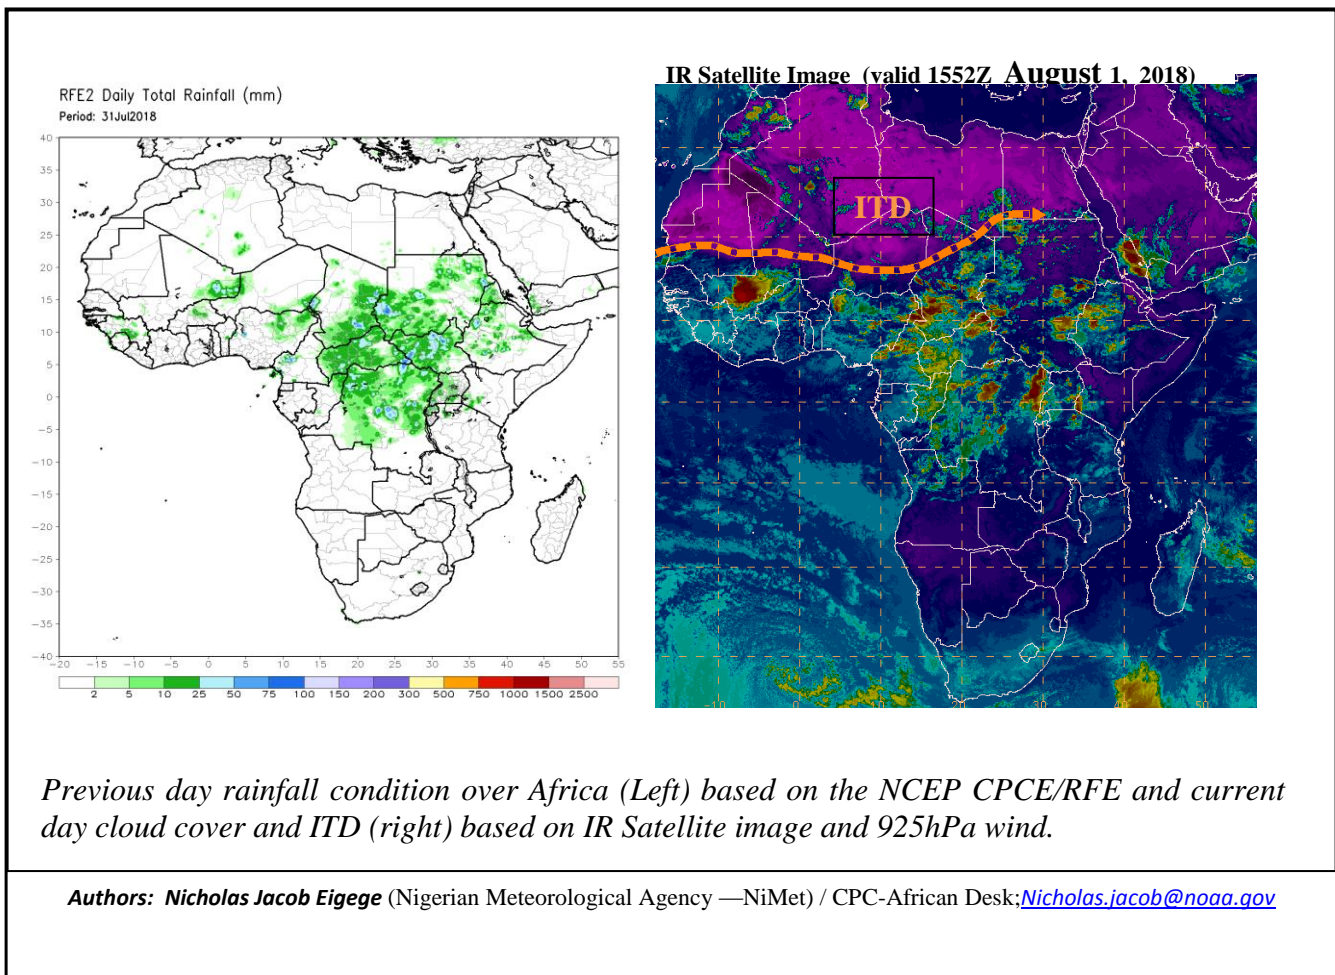 IR Satellite Image (valid 1552Z August 1, 2018)
RFE2 Daily Total Rainfall (mm)
Period: 31Jul2018
40
35
30
25
20
15
10
5
0
−5
−10
−15
−20
−25
−30
−35
−40
−20 −15 −10 −5 0 5 10 15 20 25 30 35 40 45 50 55
2 5 10 25 50 75 100 150 200 300 500 750 1000 1500 2500
ITD
Previous day rainfall condition over Africa (Left) based on the NCEP CPCE/RFE and current
day cloud cover and ITD (right) based on IR Satellite image and 925hPa wind.
Authors: Nicholas Jacob Eigege (Nigerian Meteorological Agency —NiMet) / CPC-African Desk;Nicholas.jacob@noaa.gov